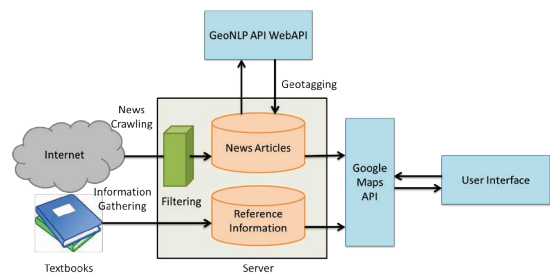 GeoNLP API WebAPI
Geotagging
News
Crawling
Internet
News Articles
Google
Maps
API
User Interface
Information
Gathering
Filtering
Reference
Information
Textbooks
Server